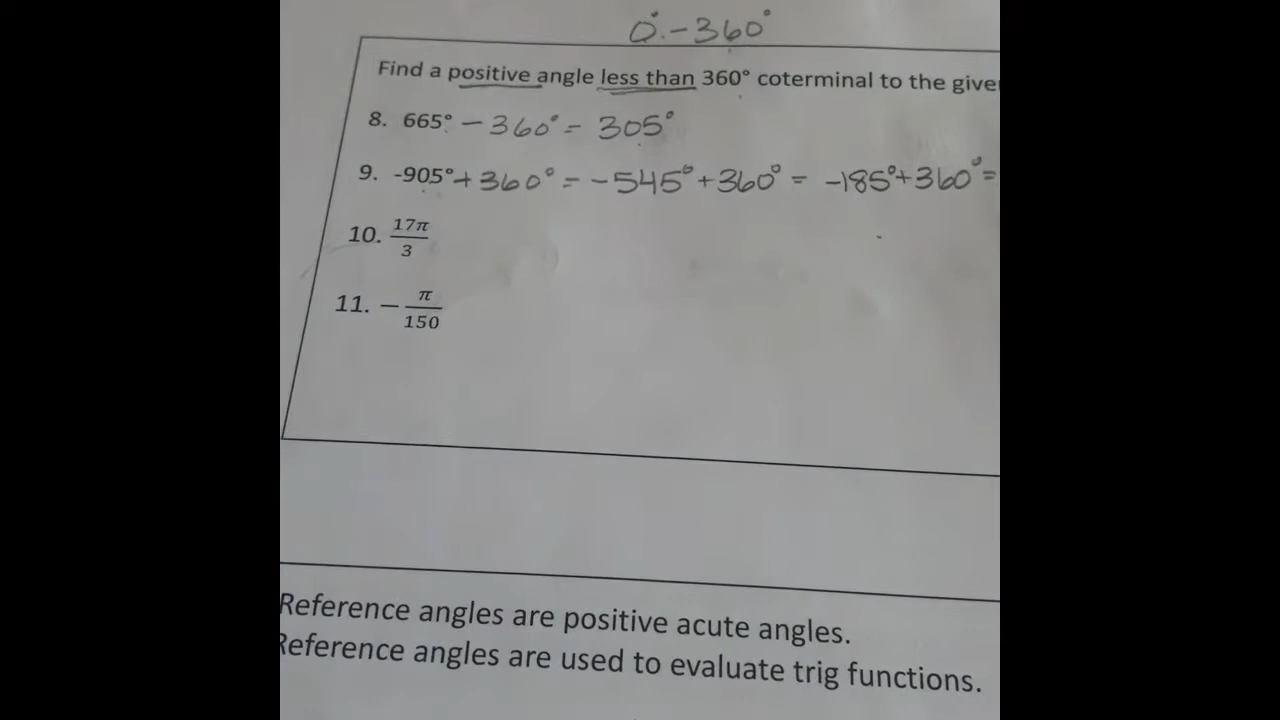 0°-360°
Find a positive angle less than 360° coterminal to the
8. 665° - 360° = 305°
9. -905° + 360° = -545° + 360° = -185° + 360° =
10. 17π/3
11. - π/150
Reference angles are positive acute angles.
Reference angles are used to evaluate trig functions.